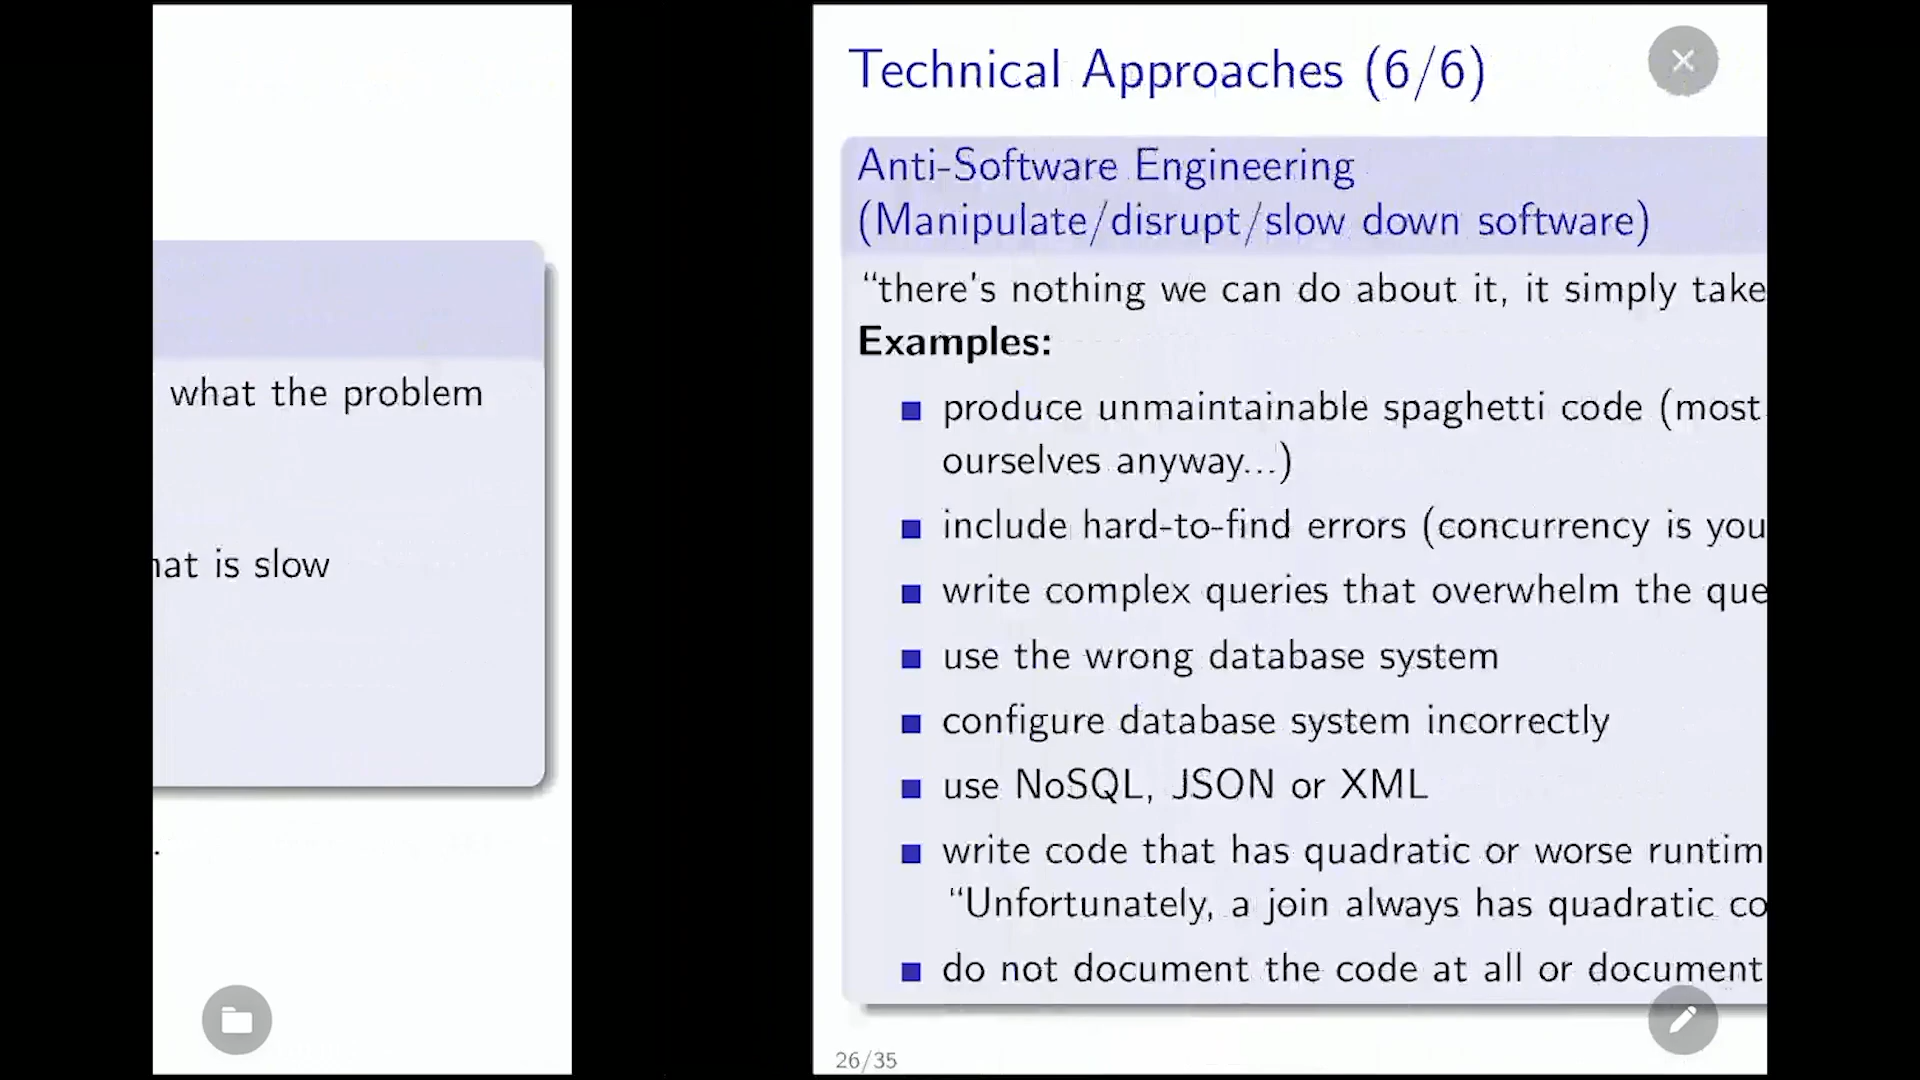 what the problem
is slow
.
Technical Approaches (6/6)
Anti-Software Engineering
(Manipulate/disrupt/slow down software)
“there's nothing we can do about it, it simply take
Examples:
produce unmaintainable spaghetti code (most
ourselves anyway...)
include hard-to-find errors (concurrency is you
write complex queries that overwhelm the que
use the wrong database system
configure database system incorrectly
use NoSQL, JSON or XML
write code that has quadratic or worse runtim
“Unfortunately, a join always has quadratic co
do not document the code at all or document
26/35